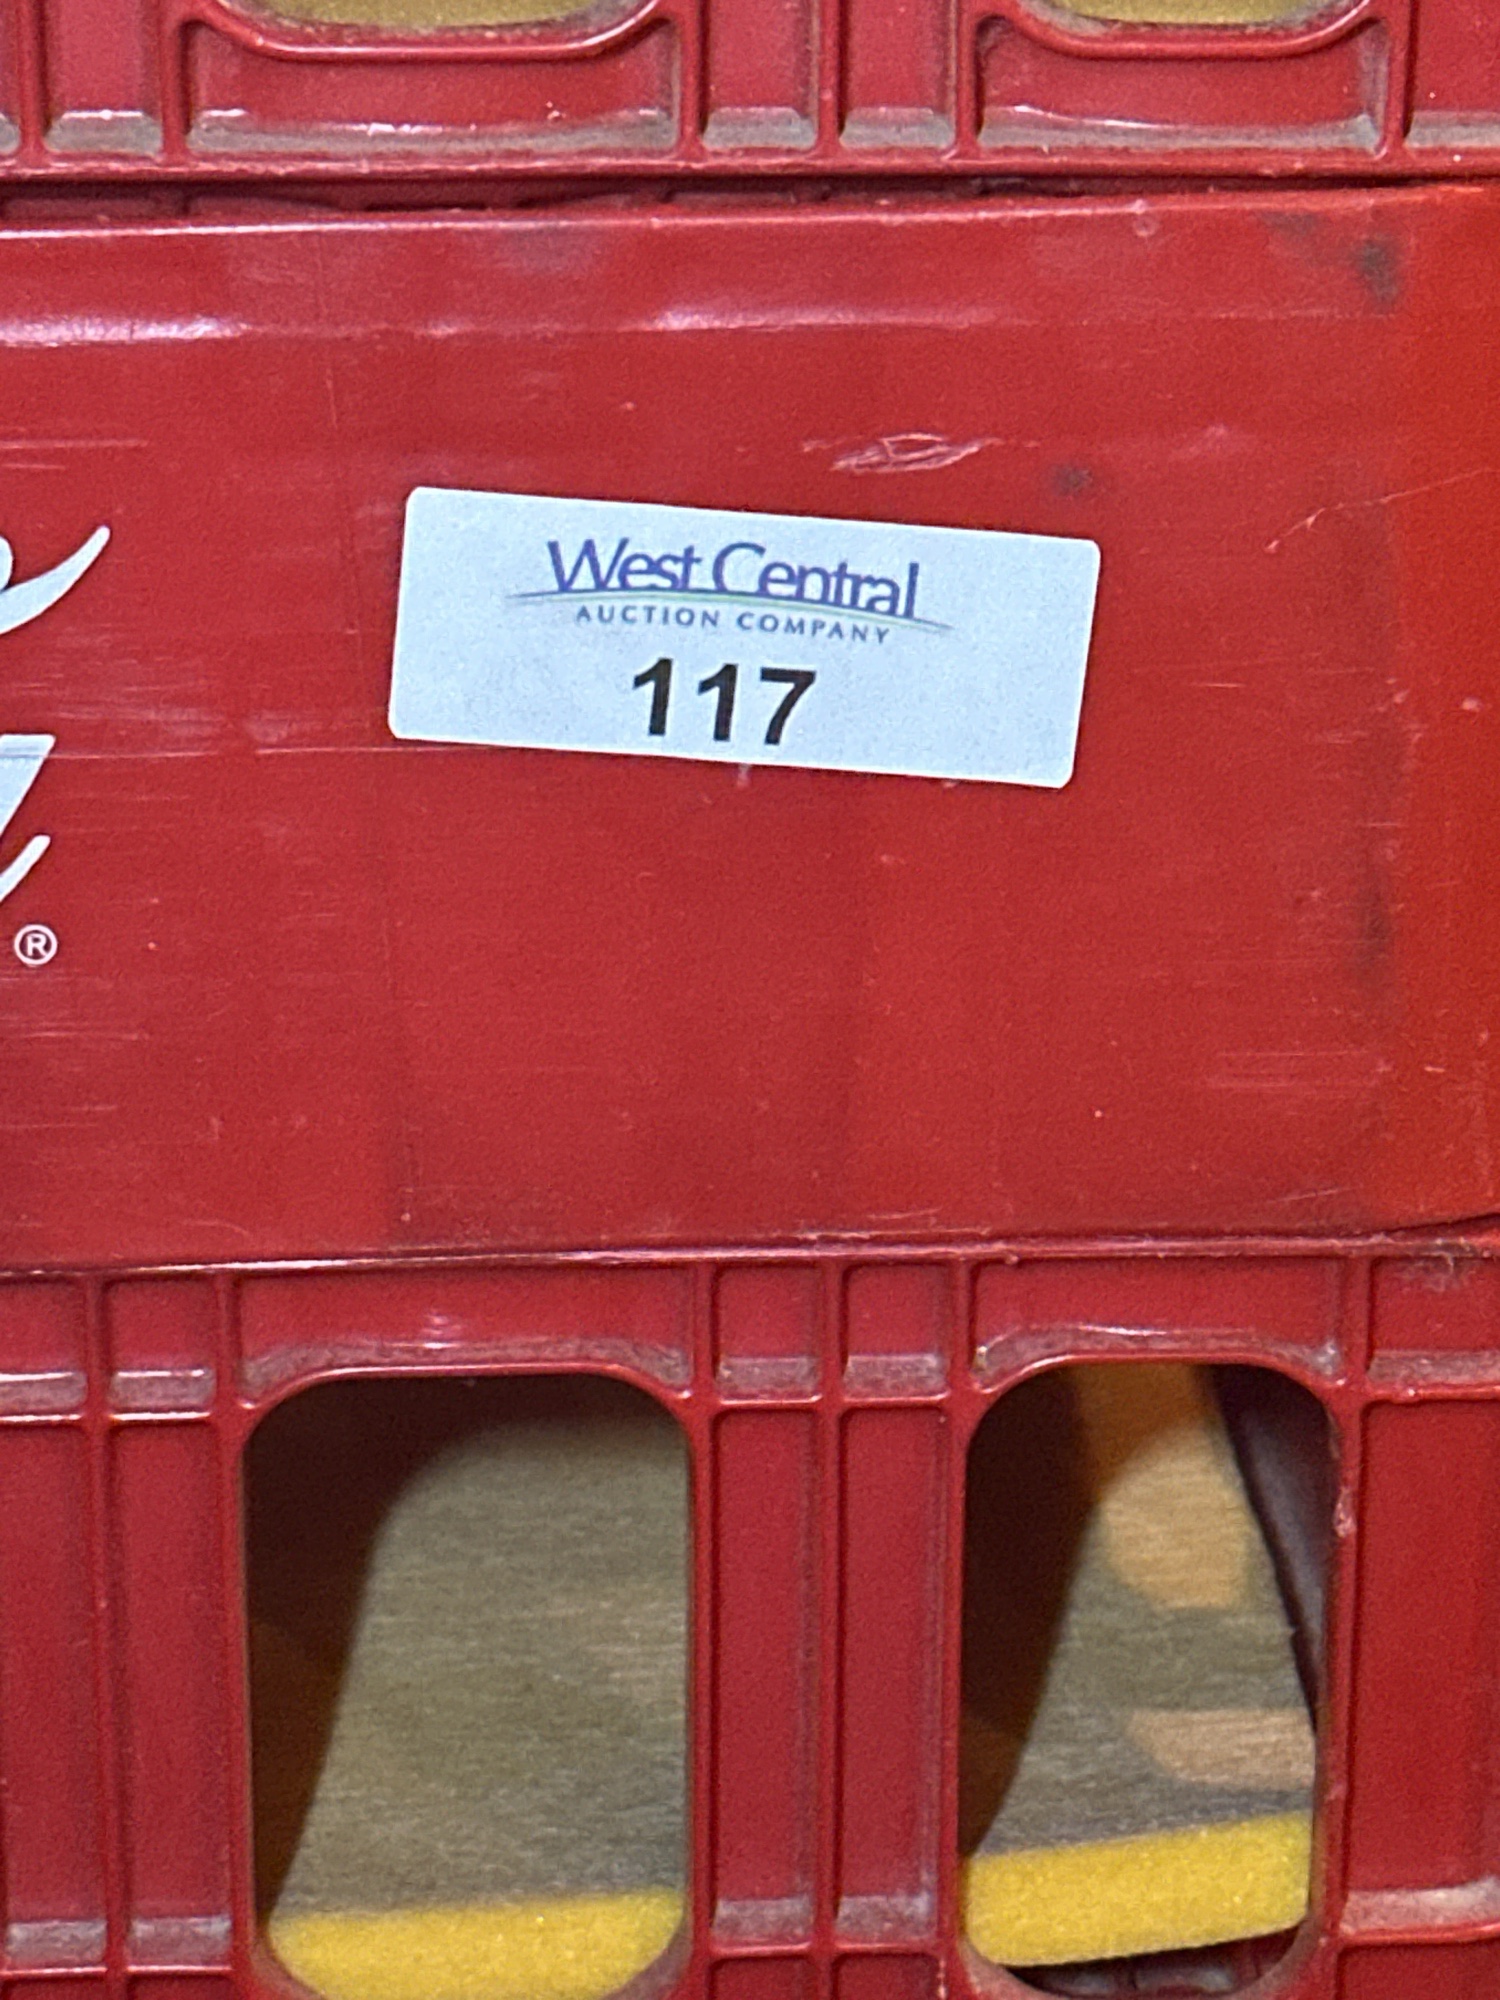 West Central
AUCTION COMPANY
117
®